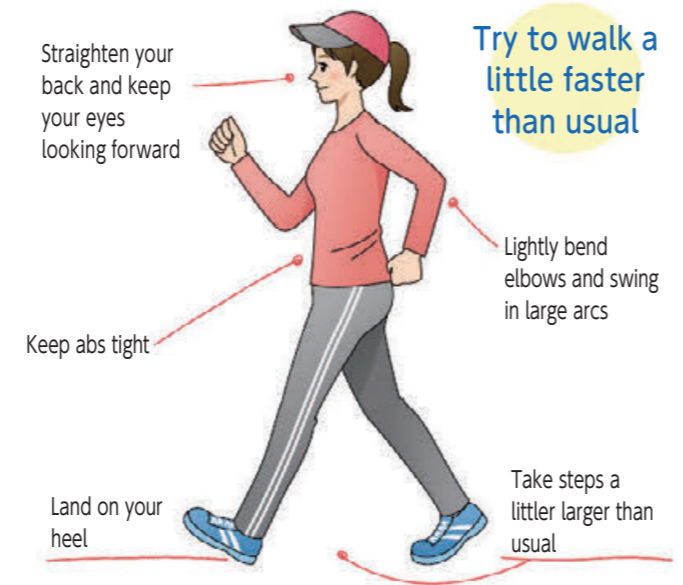 Straighten your
back and keep
your eyes
looking forward
Try to walk a
little faster
than usual
Lightly bend
elbows and swing
in large arcs
Keep abs tight
Land on your
heel
Take steps a
littler larger than
usual